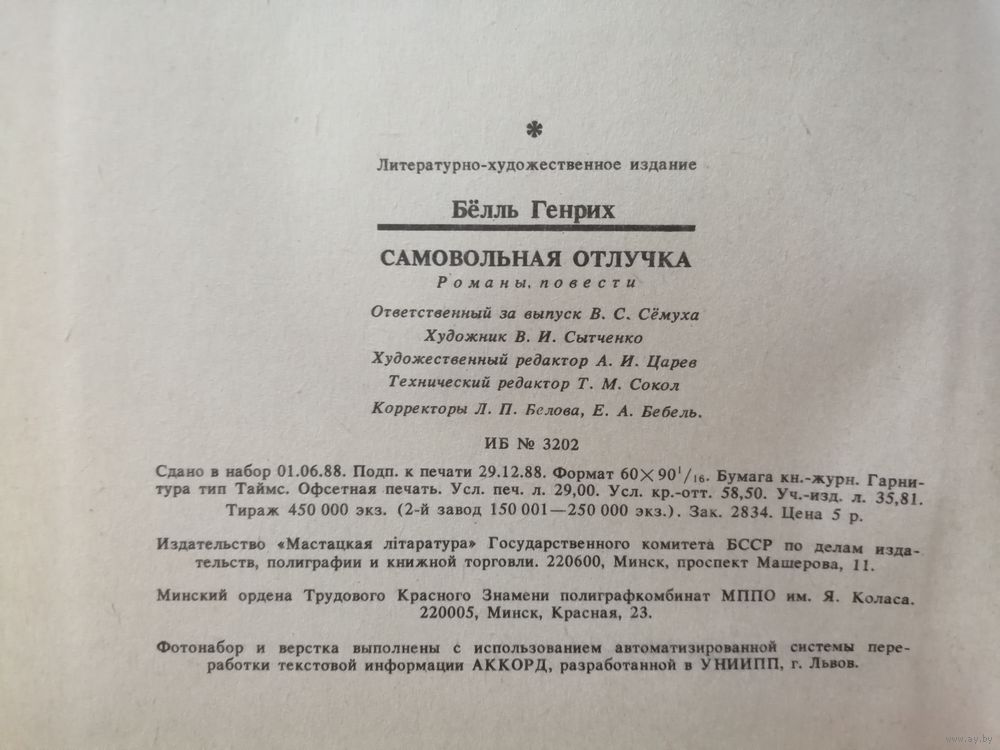 *
Литературно-художественное издание
Бёлль Генрих
САМОВОЛЬНАЯ ОТЛУЧКА
Романы, повести
Ответственный за выпуск В. С. Сёмуха
Художник В. И. Сытченко
Художественный редактор А. И. Царев
Технический редактор Т. М. Сокол
Корректоры Л. П. Белова, Е. А. Бебель.
ИБ № 3202
Сдано в набор 01.06.88. Подп. к печати 29.12.88. Формат 60×90¹/₁₆. Бумага кн.-журн. Гарни-
тура тип Таймс. Офсетная печать. Усл. печ. л. 29,00. Усл. кр.-отт. 58,50. Уч.-изд. л. 35,81.
Тираж 450 000 экз. (2-й завод 150 001—250 000 экз.). Зак. 2834. Цена 5 р.
Издательство «Мастацкая літаратура» Государственного комитета БССР по делам изда-
тельств, полиграфии и книжной торговли. 220600, Минск, проспект Машерова, 11.
Минский ордена Трудового Красного Знамени полиграфкомбинат МППО им. Я. Коласа.
220005, Минск, Красная, 23.
Фотонабор и верстка выполнены с использованием автоматизированной системы пере-
работки текстовой информации АККОРД, разработанной в УНИИПП, г. Львов.
www.ay.by